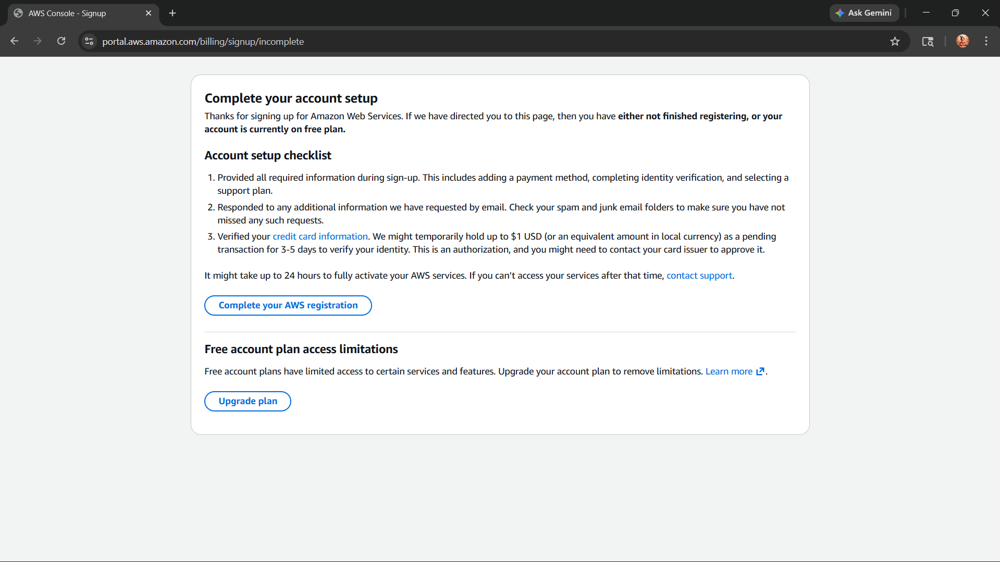 AWS Console - Signup
Ask Gemini
portal.aws.amazon.com/billing/signup/incomplete
Complete your account setup
Thanks for signing up for Amazon Web Services. If we have directed you to this page, then you have either not finished registering, or your
account is currently on free plan.
Account setup checklist
1. Provided all required information during sign-up. This includes adding a payment method, completing identity verification, and selecting a
support plan.
2. Responded to any additional information we have requested by email. Check your spam and junk email folders to make sure you have not
missed any such requests.
3. Verified your credit card information. We might temporarily hold up to $1 USD (or an equivalent amount in local currency) as a pending
transaction for 3-5 days to verify your identity. This is an authorization, and you might need to contact your card issuer to approve it.
It might take up to 24 hours to fully activate your AWS services. If you can’t access your services after that time, contact support.
Complete your AWS registration
Free account plan access limitations
Free account plans have limited access to certain services and features. Upgrade your account plan to remove limitations. Learn more.
Upgrade plan